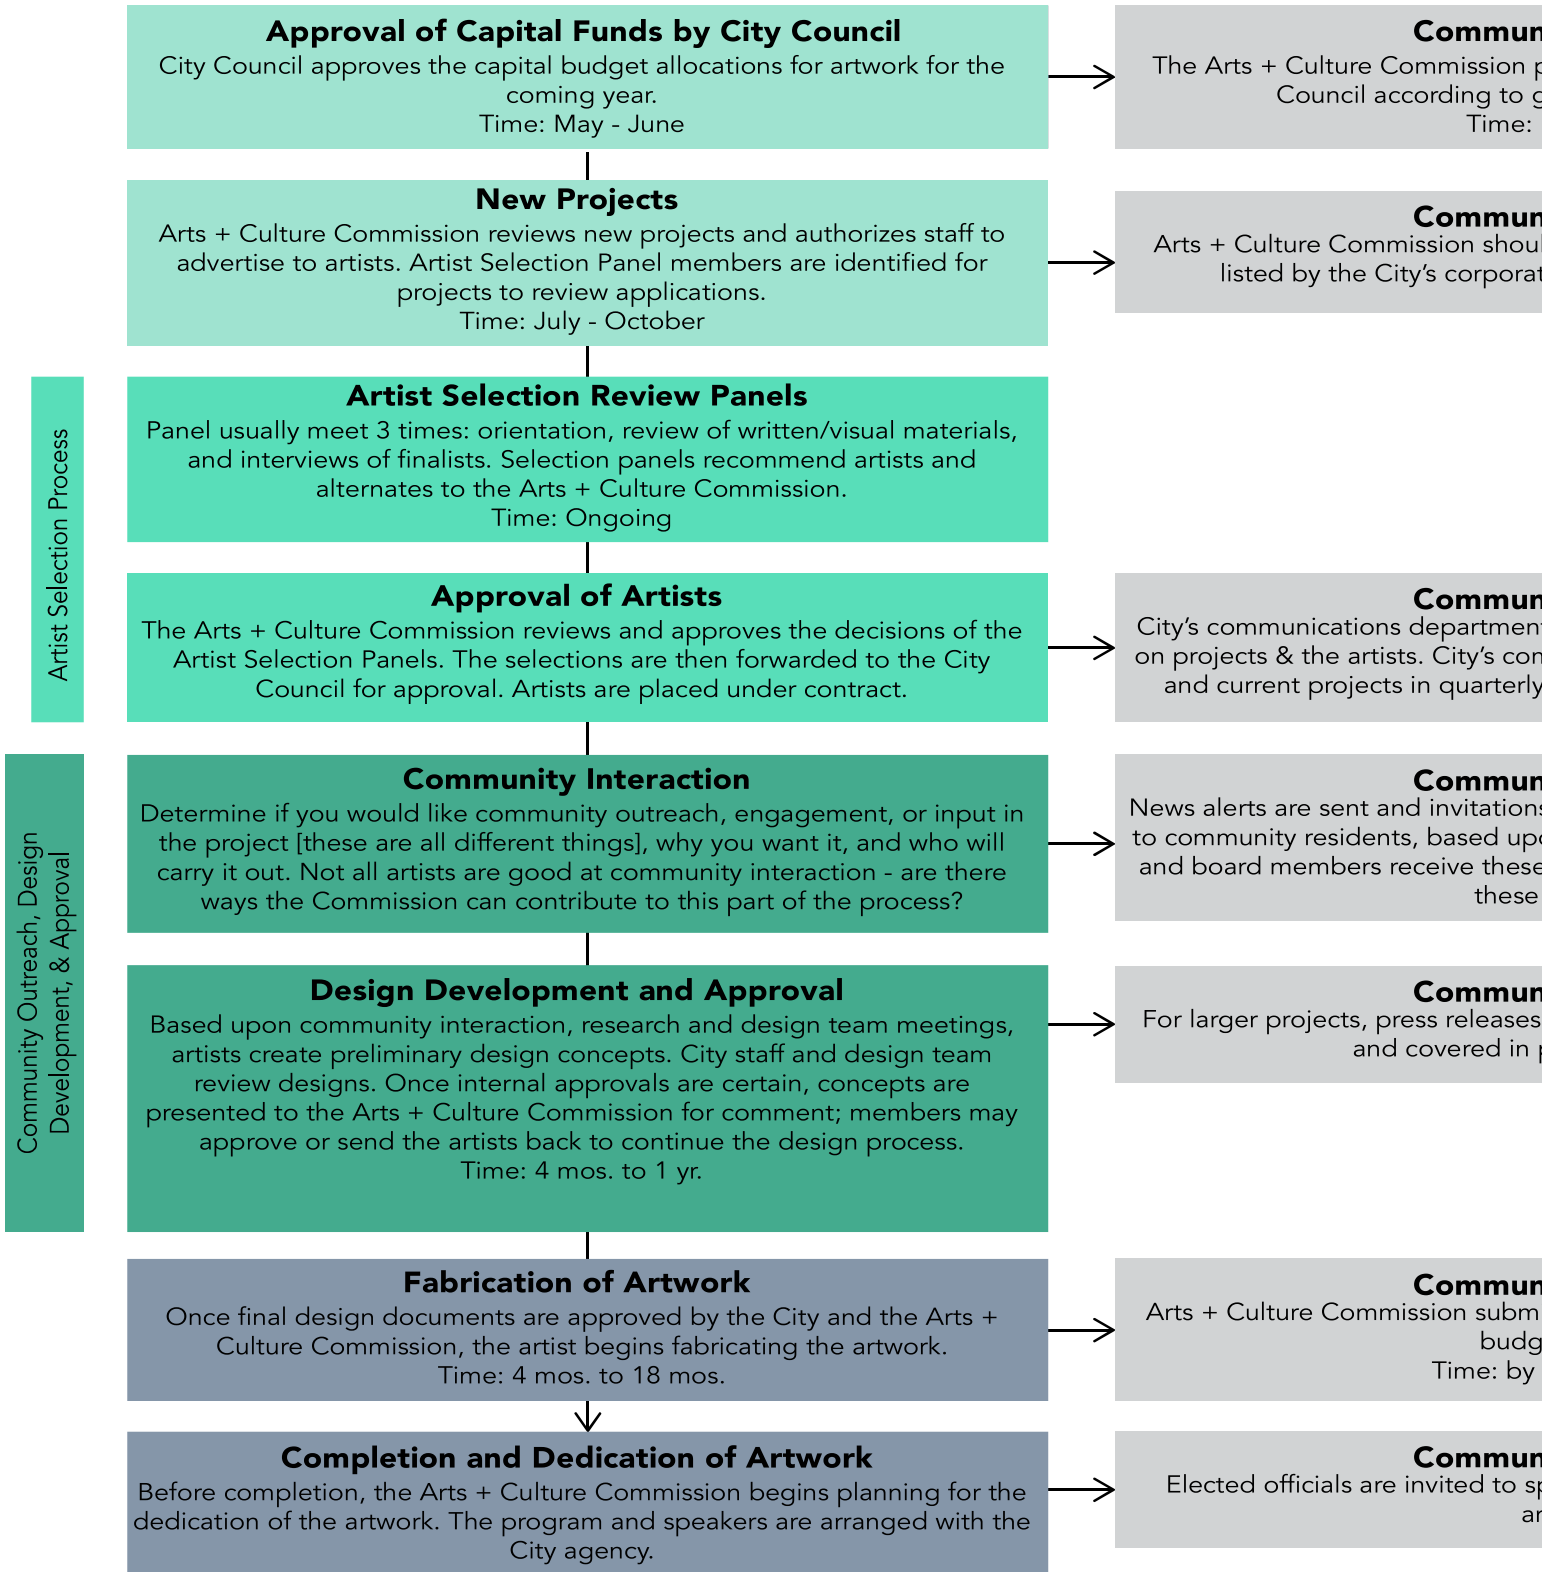 Approval of Capital Funds by City Council
City Council approves the capital budget allocations for artwork for the
coming year.
Time: May - June
The Arts + Culture Commission
Council according to
Time:
New Projects
Arts + Culture Commission reviews new projects and authorizes staff to
advertise to artists. Artist Selection Panel members are identified for
projects to review applications.
Time: July - October
Arts + Culture Commission
listed by the City's
Artist Selection Process
Artist Selection Review Panels
Panel usually meet 3 times: orientation, review of written/visual materials,
and interviews of finalists. Selection panels recommend artists and
alternates to the Arts + Culture Commission.
Time: Ongoing
Approval of Artists
The Arts + Culture Commission reviews and approves the decisions of the
Artist Selection Panels. The selections are then forwarded to the City
Council for approval. Artists are placed under contract.
City's communications department
on projects & the artists. City's
and current projects in quarterly
Community Outreach, Design
Development, & Approval
Community Interaction
Determine if you would like community outreach, engagement, or input in
the project [these are all different things], why you want it, and who will
carry it out. Not all artists are good at community interaction - are there
ways the Commission can contribute to this part of the process?
News alerts are sent and invitations
to community residents, based
and board members receive these
these
Design Development and Approval
Based upon community interaction, research and design team meetings,
artists create preliminary design concepts. City staff and design team
review designs. Once internal approvals are certain, concepts are
presented to the Arts + Culture Commission for comment; members may
approve or send the artists back to continue the design process.
Time: 4 mos. to 1 yr.
For larger projects, press releases
and covered in
Fabrication of Artwork
Once final design documents are approved by the City and the Arts +
Culture Commission, the artist begins fabricating the artwork.
Time: 4 mos. to 18 mos.
Arts + Culture Commission
Time: by
Completion and Dedication of Artwork
Before completion, the Arts + Culture Commission begins planning for the
dedication of the artwork. The program and speakers are arranged with the
City agency.
Elected officials are invited to